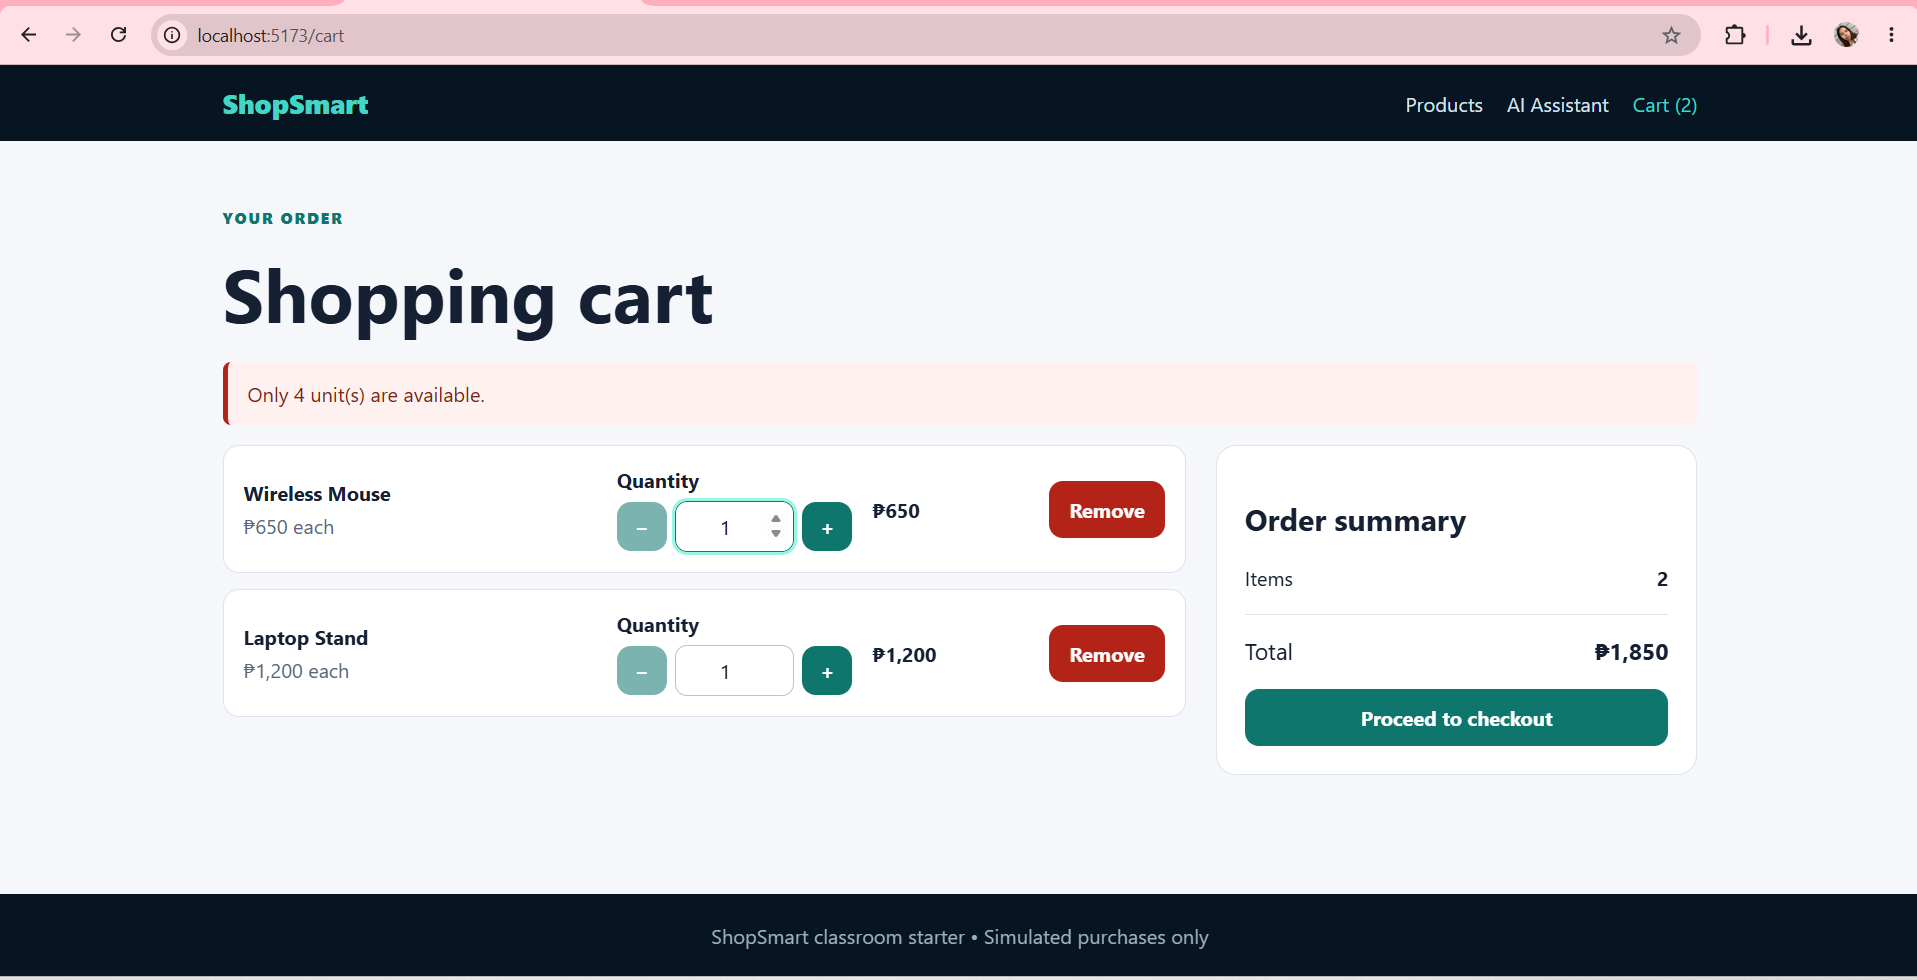 localhost:5173/cart
ShopSmart
Products AI Assistant Cart (2)
YOUR ORDER
Shopping cart
Only 4 unit(s) are available.
Wireless Mouse
₱650 each
Quantity
− 1 +
₱650
Remove
Laptop Stand
₱1,200 each
Quantity
− 1 +
₱1,200
Remove
Order summary
Items 2
Total ₱1,850
Proceed to checkout
ShopSmart classroom starter • Simulated purchases only